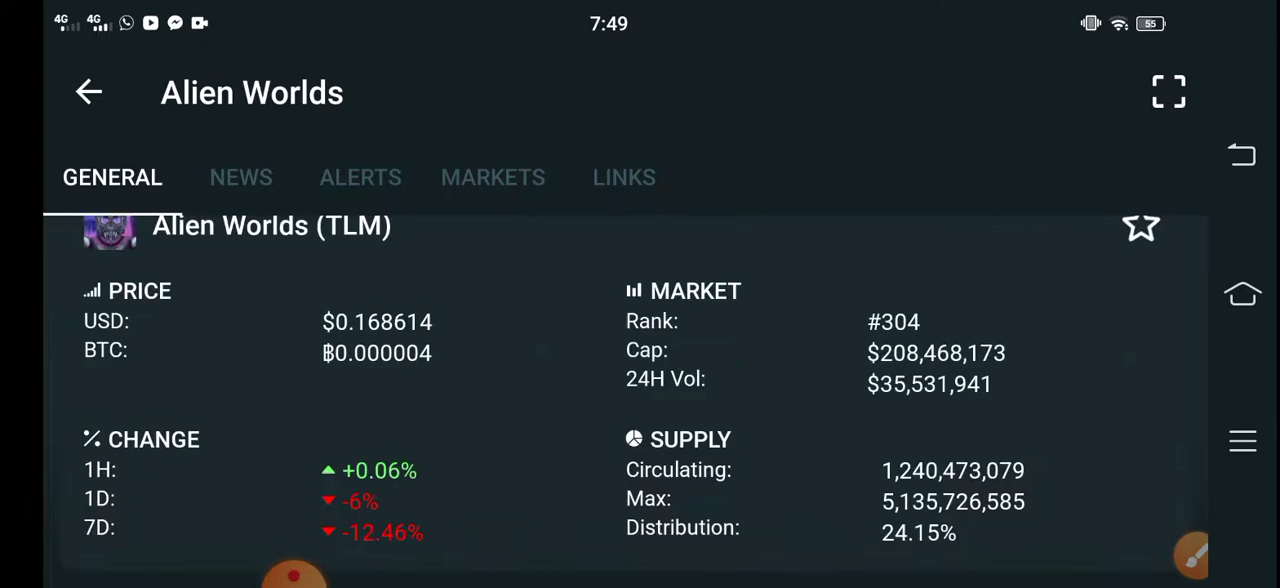 4G 4G 7:49 55
Alien Worlds
GENERAL NEWS ALERTS MARKETS LINKS
Alien Worlds (TLM)
PRICE
USD: $0.168614
BTC: ฿0.000004
MARKET
Rank: #304
Cap: $208,468,173
24H Vol: $35,531,941
CHANGE
1H: +0.06%
1D: -6%
7D: -12.46%
SUPPLY
Circulating: 1,240,473,079
Max: 5,135,726,585
Distribution: 24.15%